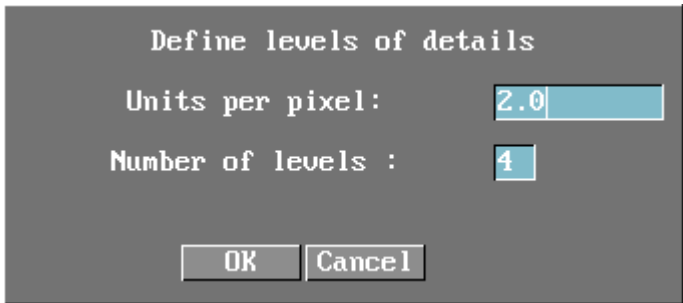 Define levels of details
Units per pixel: 2.0
Number of levels : 4
OK Cancel